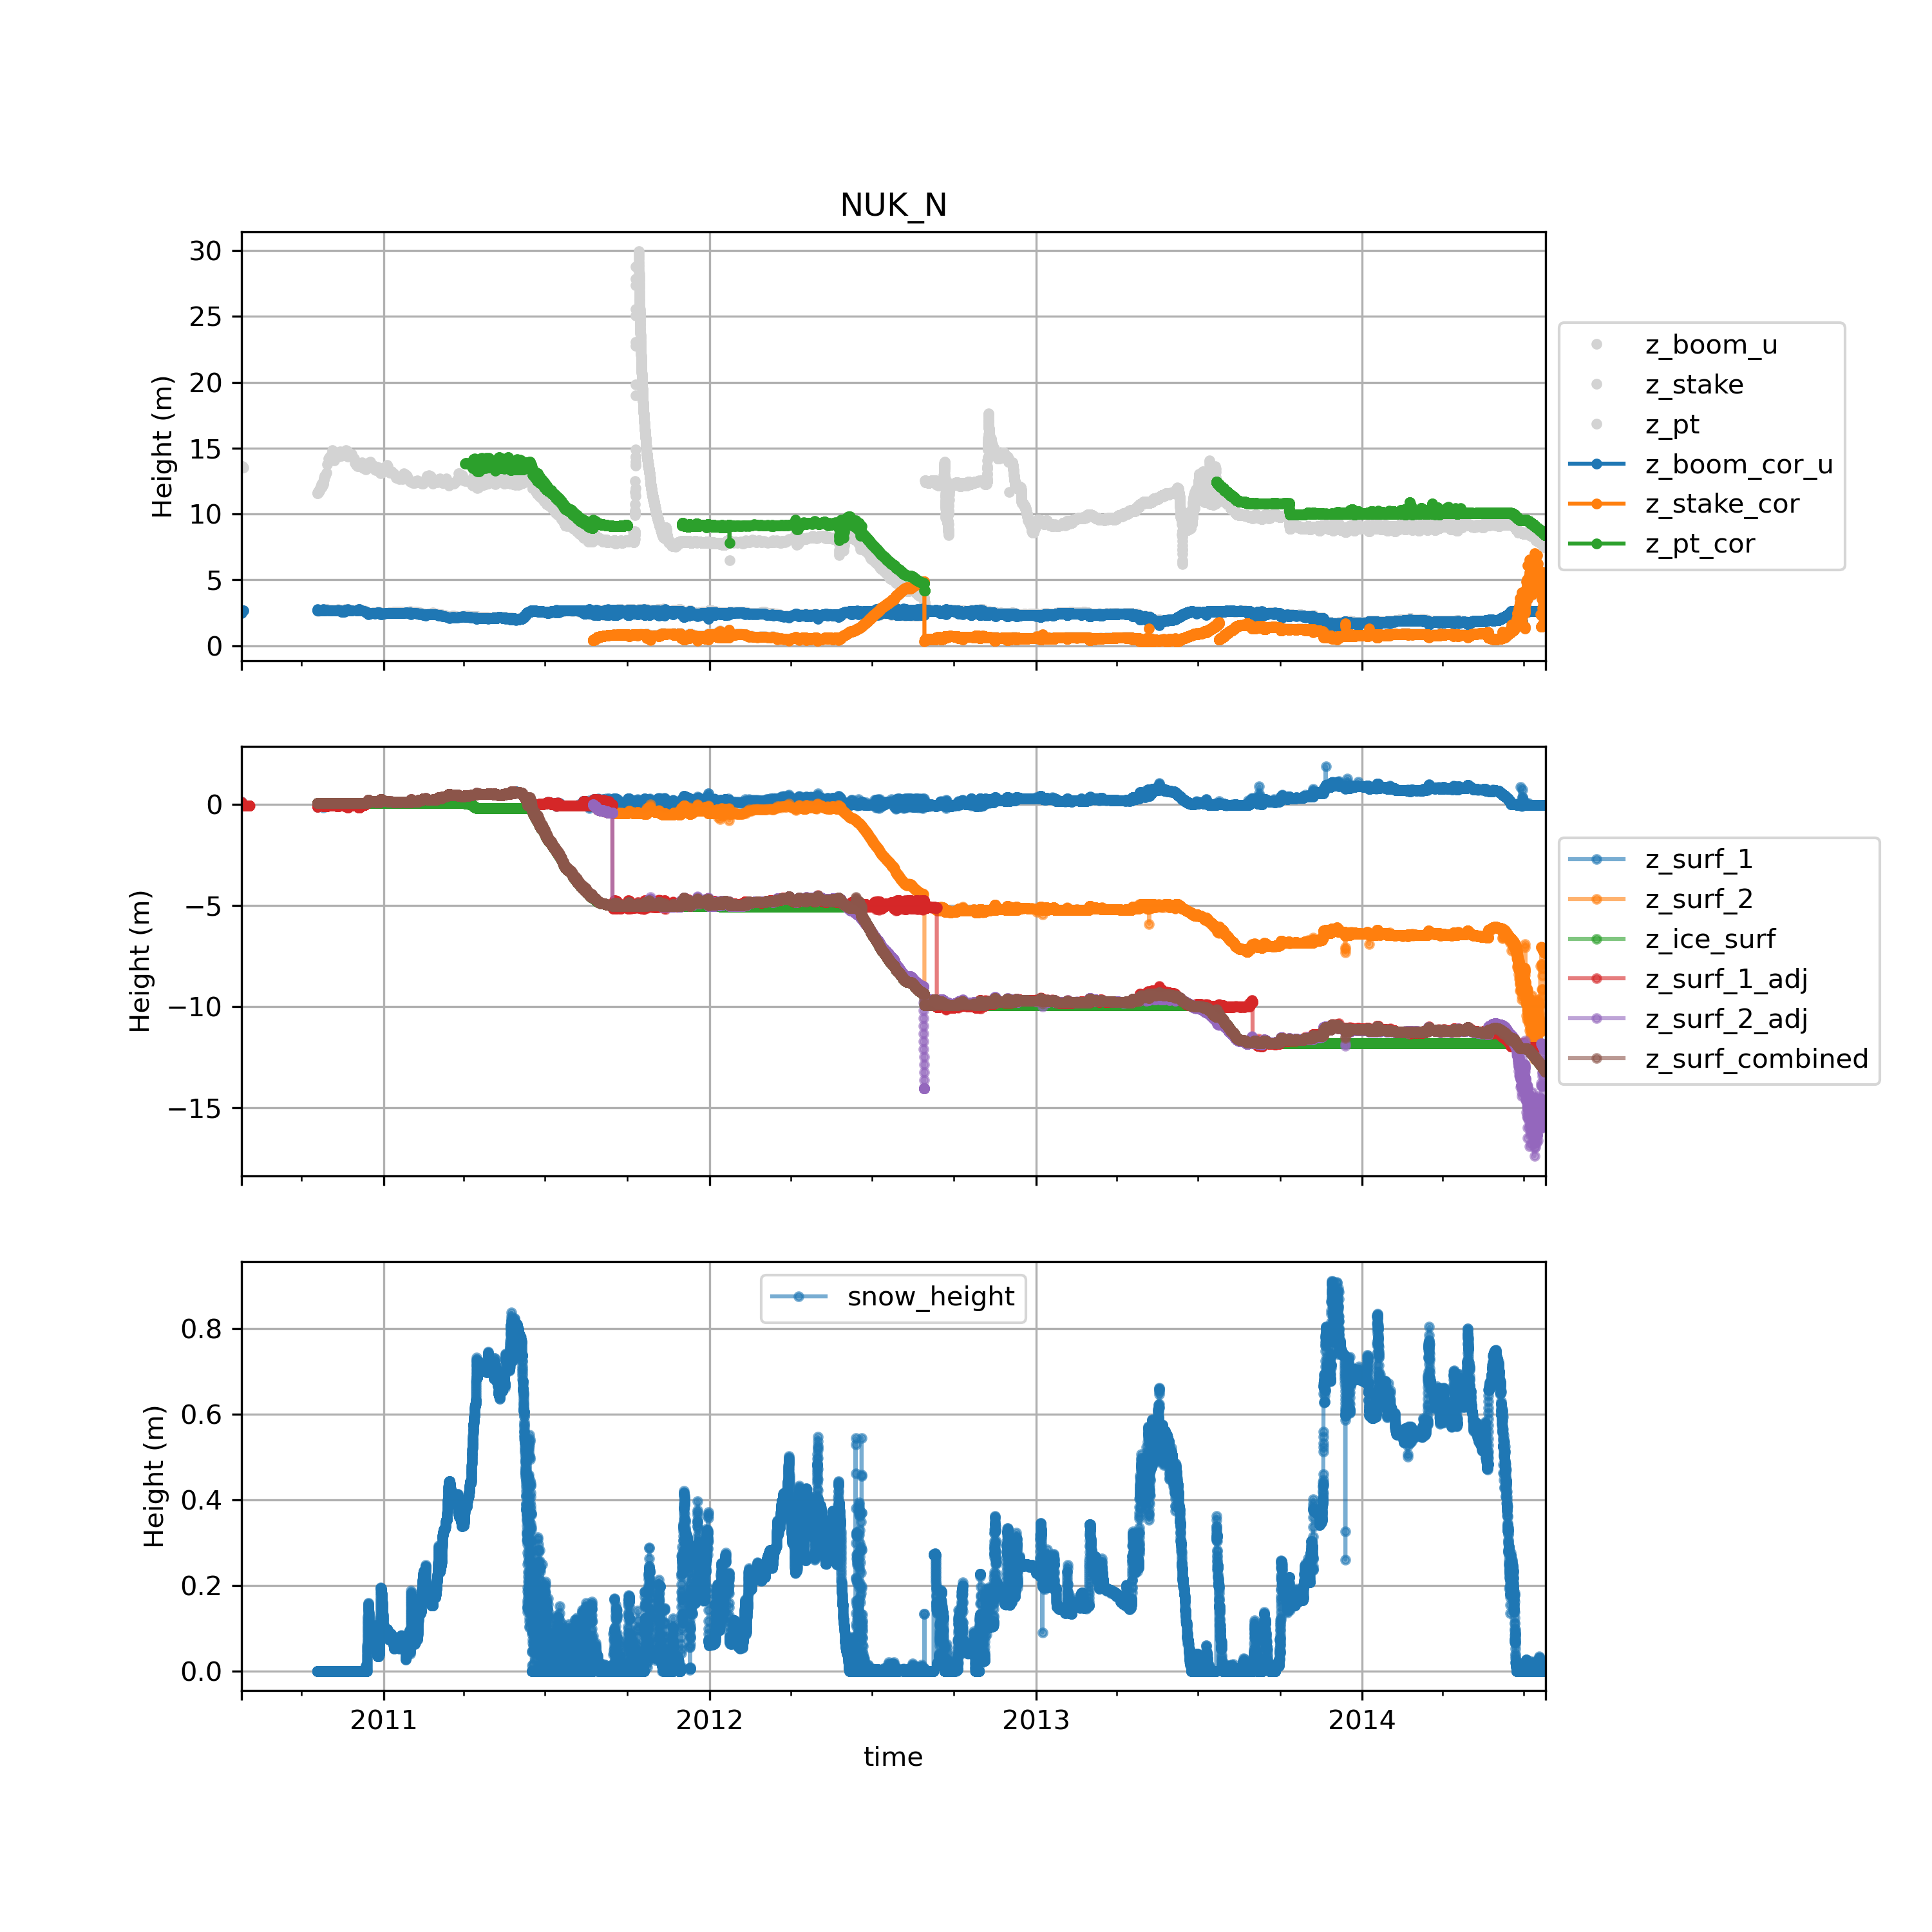 NUK_N
30
25
20
15
10
5
0
Height (m)
z_boom_u
z_stake
z_pt
z_boom_cor_u
z_stake_cor
z_pt_cor
0
−5
−10
−15
Height (m)
z_surf_1
z_surf_2
z_ice_surf
z_surf_1_adj
z_surf_2_adj
z_surf_combined
snow_height
0.8
0.6
0.4
0.2
0.0
Height (m)
2011 2012 2013 2014
time